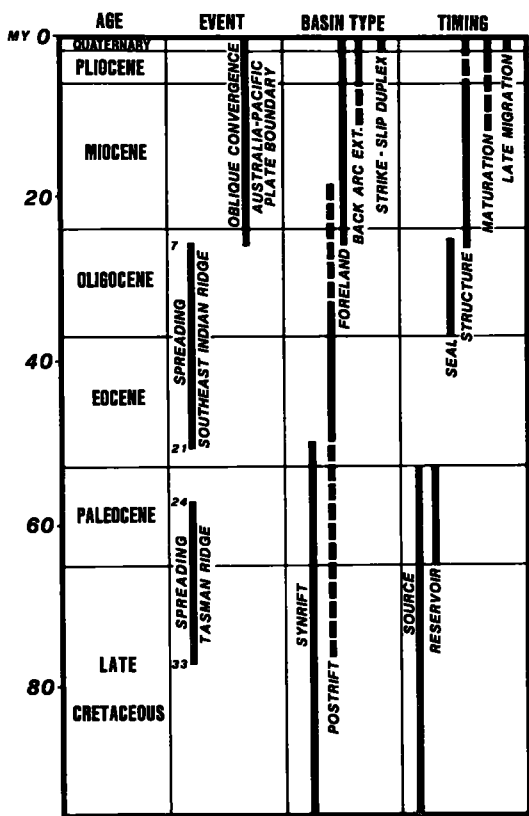 AGE
EVENT
BASIN TYPE
TIMING
MY 0
20
40
60
80
QUATERNARY
PLIOCENE
MIOCENE
OLIGOCENE
EOCENE
PALEOCENE
LATE
CRETACEOUS
OBLIQUE CONVERGENCE
AUSTRALIA-PACIFIC
PLATE BOUNDARY
7
SPREADING
SOUTHEAST INDIAN RIDGE
21
24
SPREADING
TASMAN RIDGE
33
SYNRIFT
POSTRIFT
FORELAND
BACK ARC EXT.
STRIKE-SLIP DUPLEX
SOURCE
RESERVOIR
SEAL
STRUCTURE
MATURATION
LATE MIGRATION